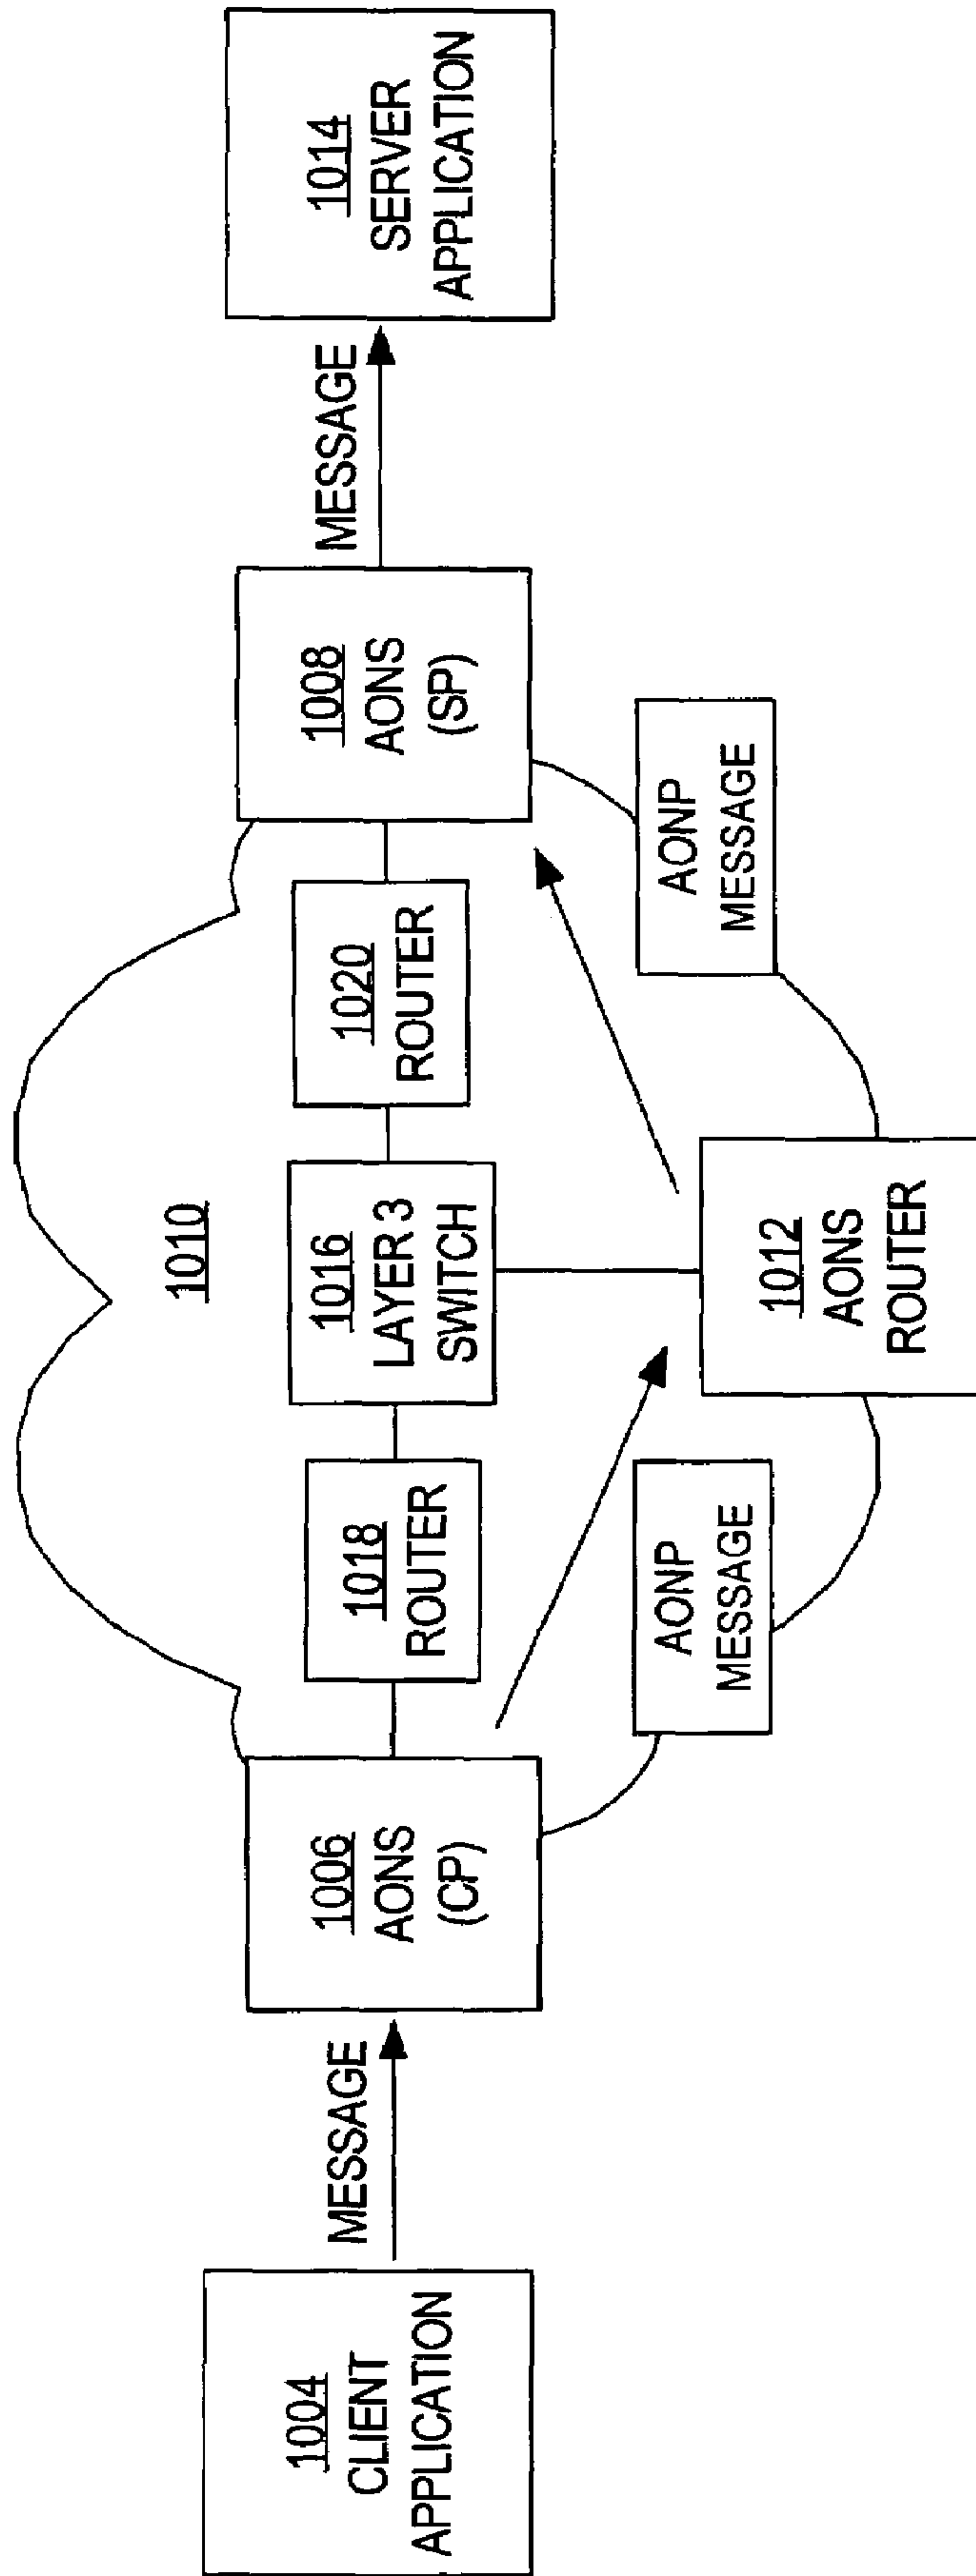 1004
CLIENT
APPLICATION
MESSAGE
1006
AONS
(CP)
1010
1018
ROUTER
1016
LAYER 3
SWITCH
1020
ROUTER
AONP
MESSAGE
1012
AONS
ROUTER
AONP
MESSAGE
1008
AONS
(SP)
MESSAGE
1014
SERVER
APPLICATION